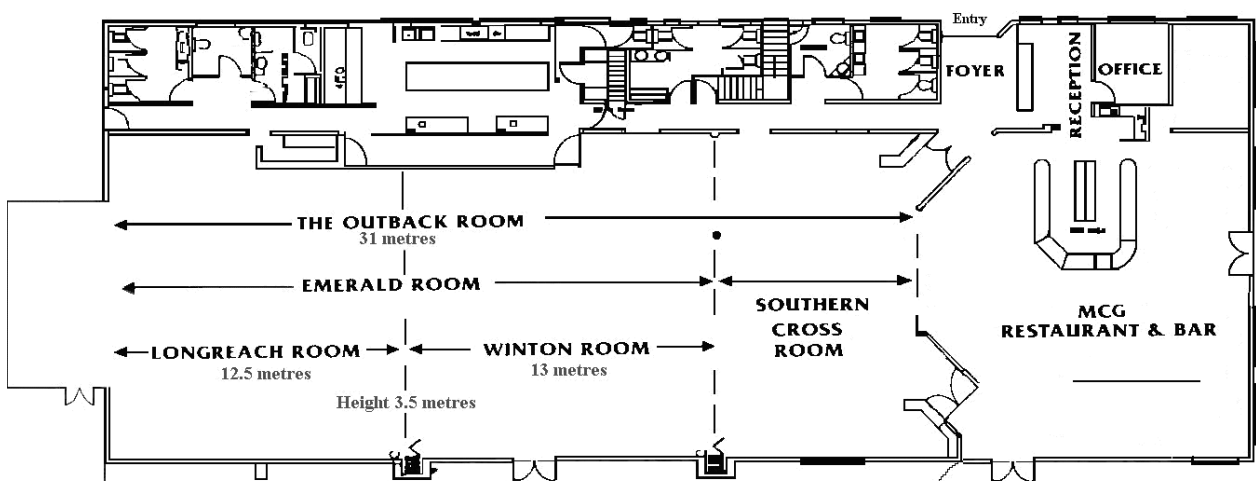 Entry
FOYER
RECEPTION
OFFICE
THE OUTBACK ROOM
31 metres
EMERALD ROOM
SOUTHERN
CROSS
ROOM
MCG
RESTAURANT & BAR
LONGREACH ROOM
12.5 metres
WINTON ROOM
13 metres
Height 3.5 metres